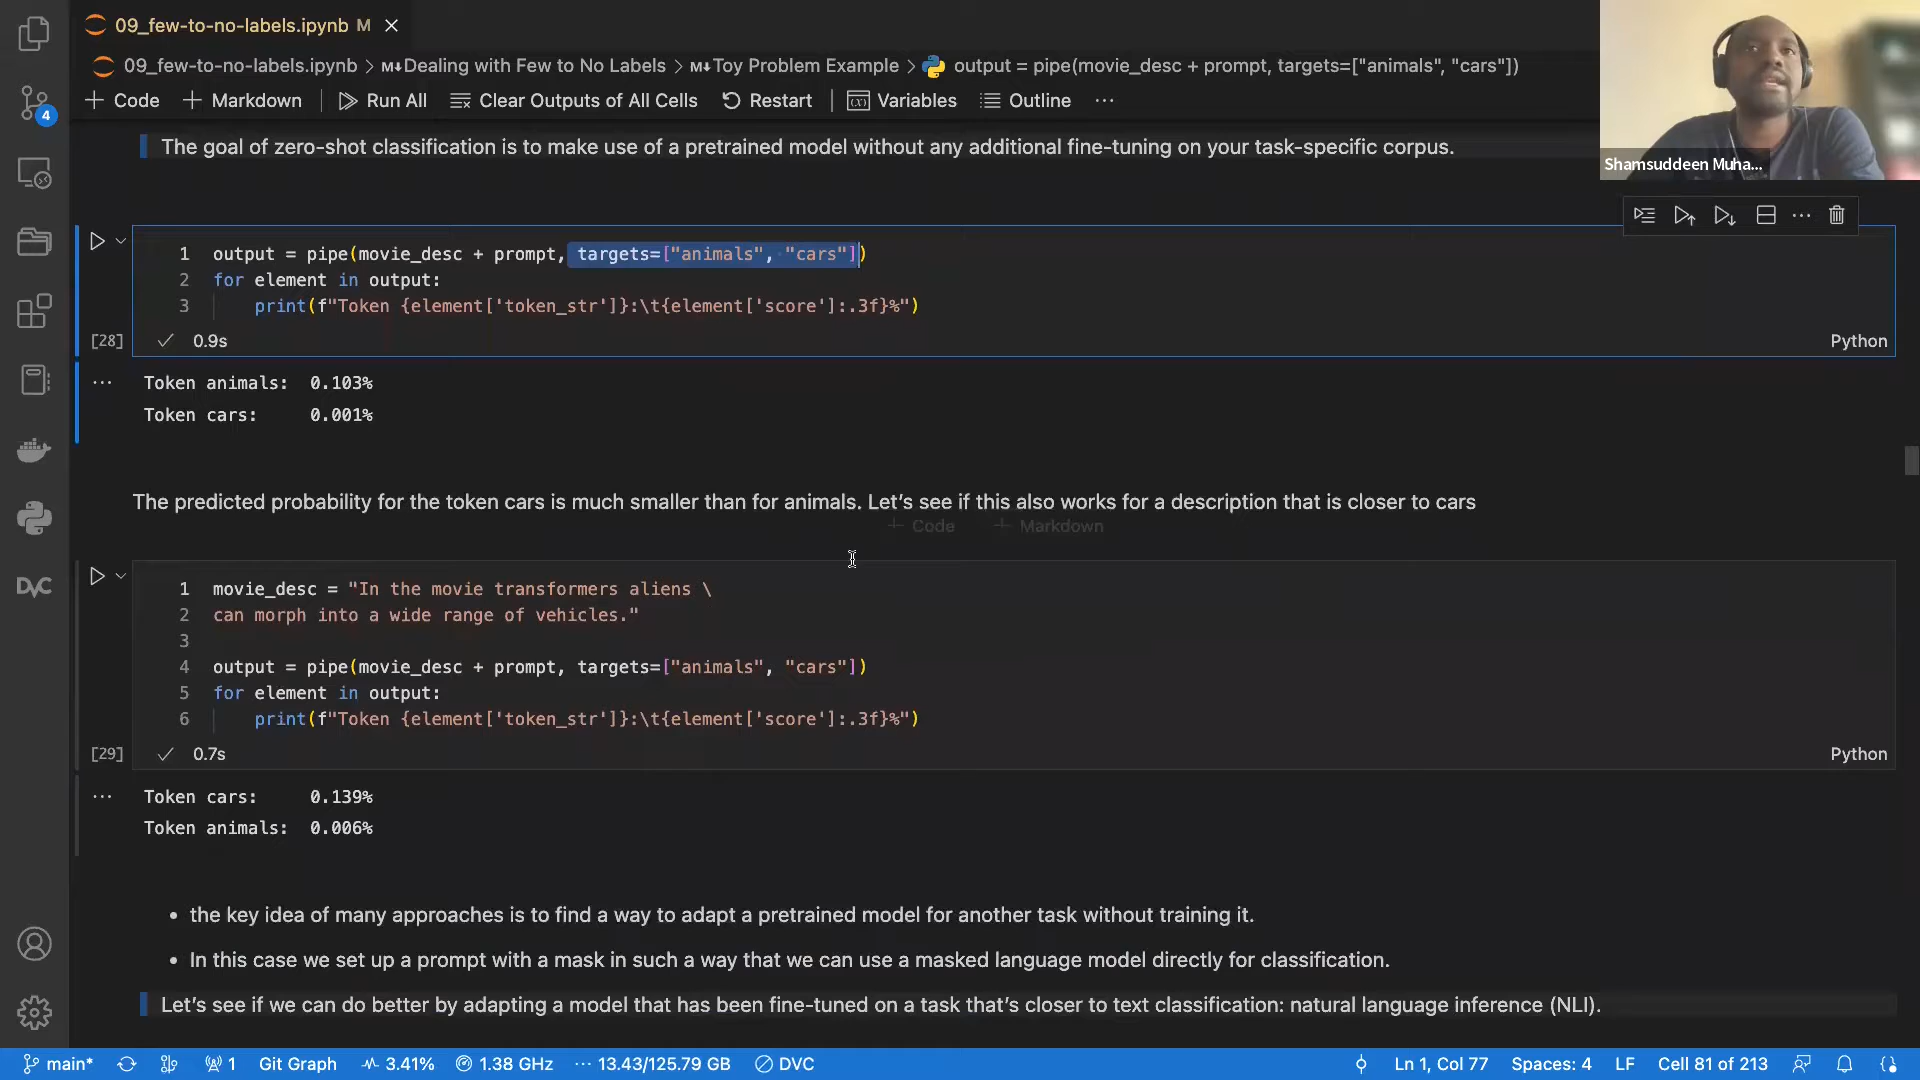 09_few-to-no-labels.ipynb M
09_few-to-no-labels.ipynb > M↓Dealing with Few to No Labels > M↓Toy Problem Example > output = pipe(movie_desc + prompt, targets=["animals", "cars"])
+ Code + Markdown Run All Clear Outputs of All Cells Restart Variables Outline ...
Shamsuddeen Muha...
4
The goal of zero-shot classification is to make use of a pretrained model without any additional fine-tuning on your task-specific corpus.
1 output = pipe(movie_desc + prompt, targets=["animals", "cars"])
2 for element in output:
3 print(f"Token {element['token_str']}:\t{element['score']:.3f}%")
[28] 0.9s Python
Token animals: 0.103%
Token cars: 0.001%
The predicted probability for the token cars is much smaller than for animals. Let's see if this also works for a description that is closer to cars
+ Code + Markdown
1 movie_desc = "In the movie transformers aliens \
2 can morph into a wide range of vehicles."
3
4 output = pipe(movie_desc + prompt, targets=["animals", "cars"])
5 for element in output:
6 print(f"Token {element['token_str']}:\t{element['score']:.3f}%")
[29] 0.7s Python
Token cars: 0.139%
Token animals: 0.006%
DVC
• the key idea of many approaches is to find a way to adapt a pretrained model for another task without training it.
• In this case we set up a prompt with a mask in such a way that we can use a masked language model directly for classification.
Let's see if we can do better by adapting a model that has been fine-tuned on a task that's closer to text classification: natural language inference (NLI).
main* 1 Git Graph 3.41% 1.38 GHz 13.43/125.79 GB DVC Ln 1, Col 77 Spaces: 4 LF Cell 81 of 213